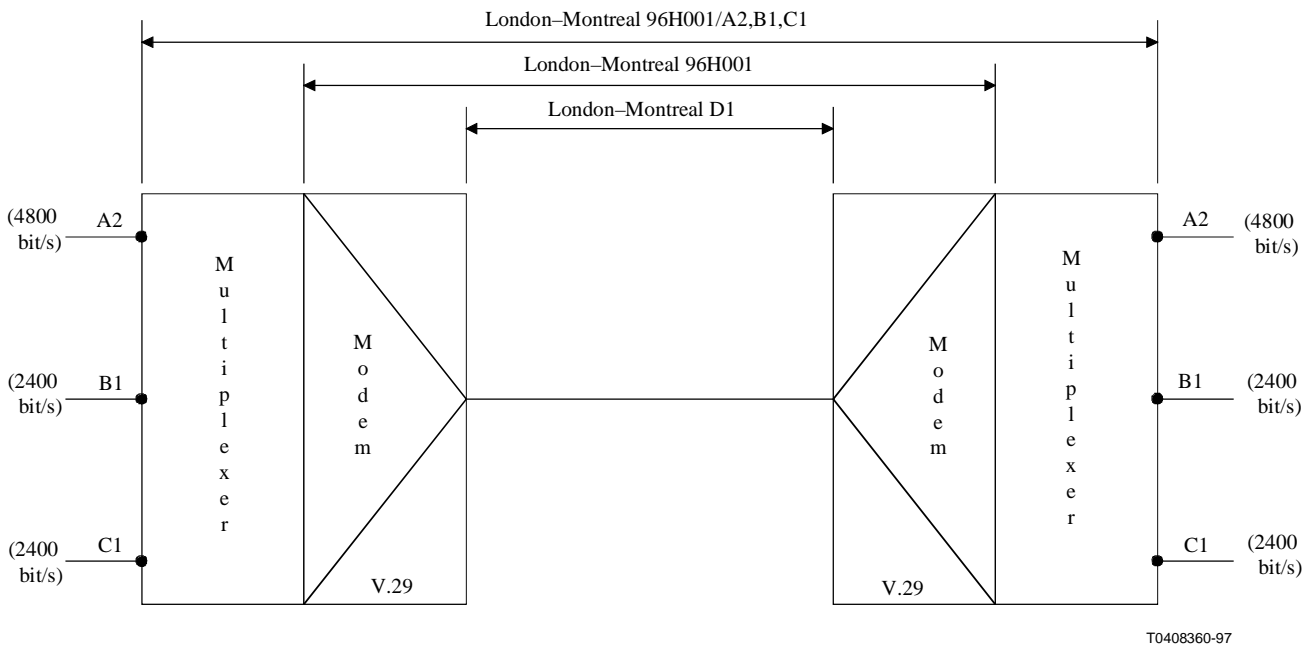 London–Montreal 96H001/A2,B1,C1
London–Montreal 96H001
London–Montreal D1
(4800
bit/s)
A2
A2
(4800
bit/s)
Multiplexer
Modem
Modem
Multiplexer
(2400
bit/s)
B1
B1
(2400
bit/s)
(2400
bit/s)
C1
C1
(2400
bit/s)
V.29
V.29
T0408360-97